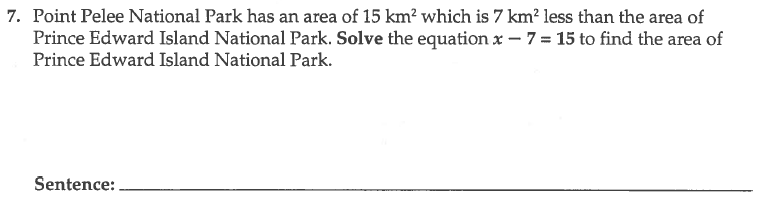 7. Point Pelee National Park has an area of 15 km² which is 7 km² less than the area of
Prince Edward Island National Park. Solve the equation x − 7 = 15 to find the area of
Prince Edward Island National Park.
Sentence: